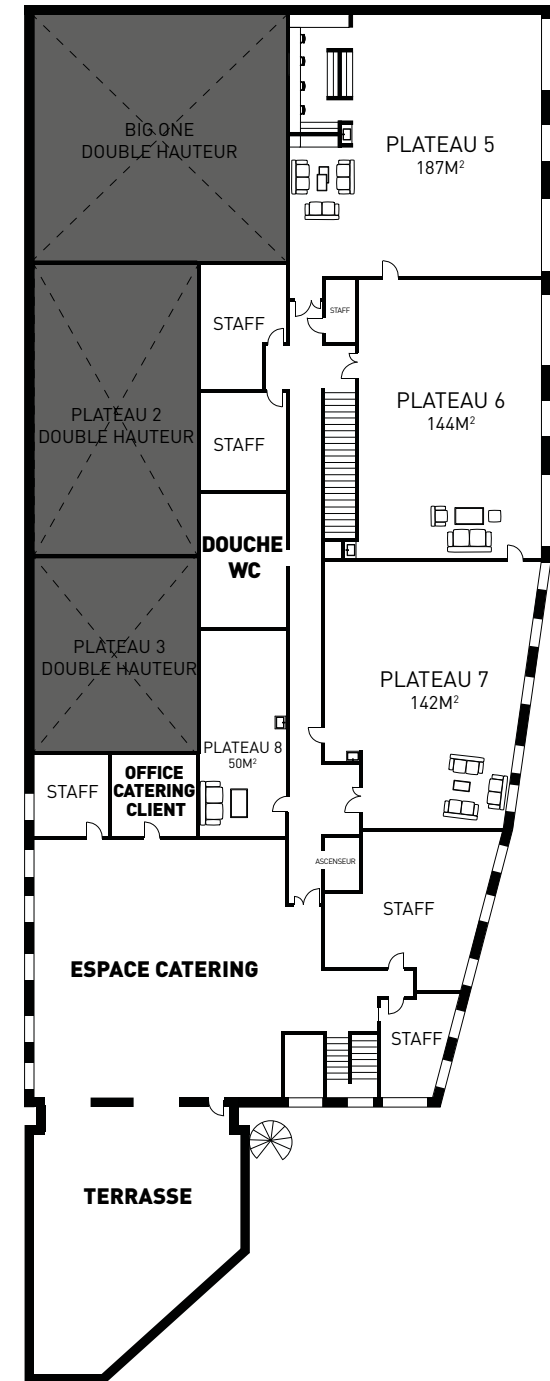 BIG ONE
DOUBLE HAUTEUR
PLATEAU 5
187M²
STAFF
STAFF
PLATEAU 2
DOUBLE HAUTEUR
PLATEAU 6
144M²
STAFF
DOUCHE
WC
PLATEAU 3
DOUBLE HAUTEUR
PLATEAU 7
142M²
PLATEAU 8
50M²
STAFF
OFFICE
CATERING
CLIENT
ASCENSEUR
STAFF
ESPACE CATERING
STAFF
TERRASSE